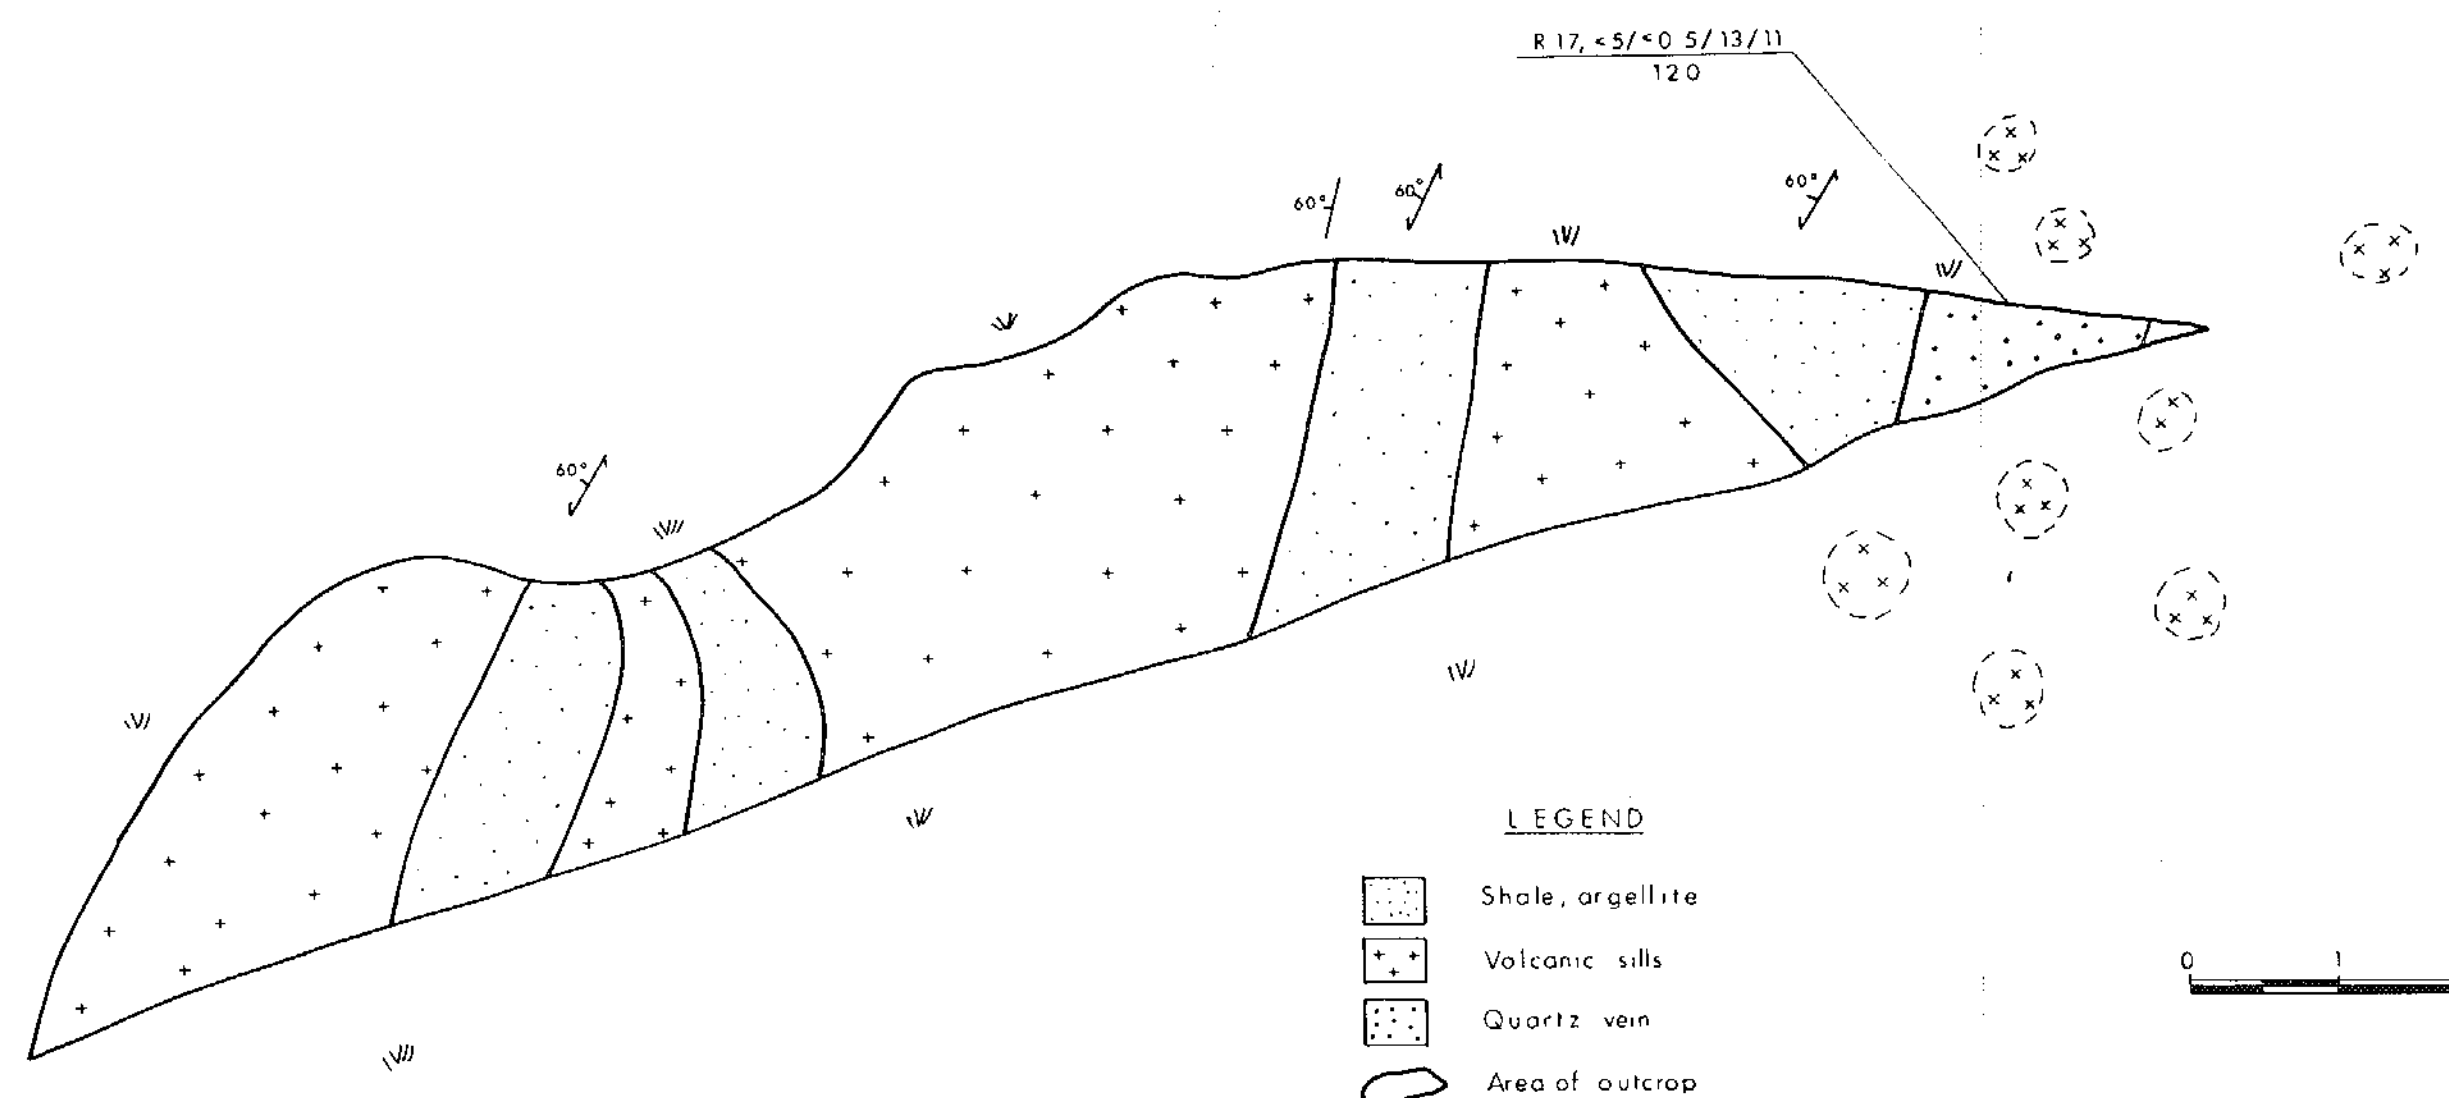 R 17, <5/<0 5/13/11
120
60°
60°
60°
60°
LEGEND
Shale, argellite
Volcanic sills
Quartz vein
Area of outcrop
0 1